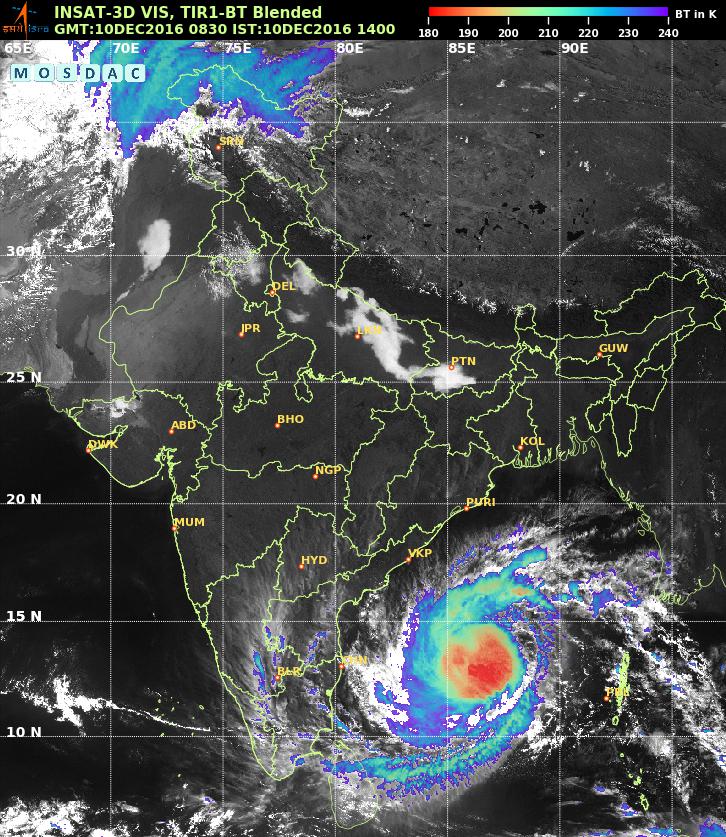 INSAT-3D VIS, TIR1-BT Blended
GMT:10DEC2016 0830 IST:10DEC2016 1400
BT in K
180 190 200 210 220 225 230 240
65E 70E 75E 80E 85E 90E
MOSDAC
SRN
30 N
DEL
JPR
LKN
GUW
PTN
25 N
BHO
ABD
KOL
DWK
NGP
20 N
PURI
MUM
VKP
HYD
15 N
BLR
10 N